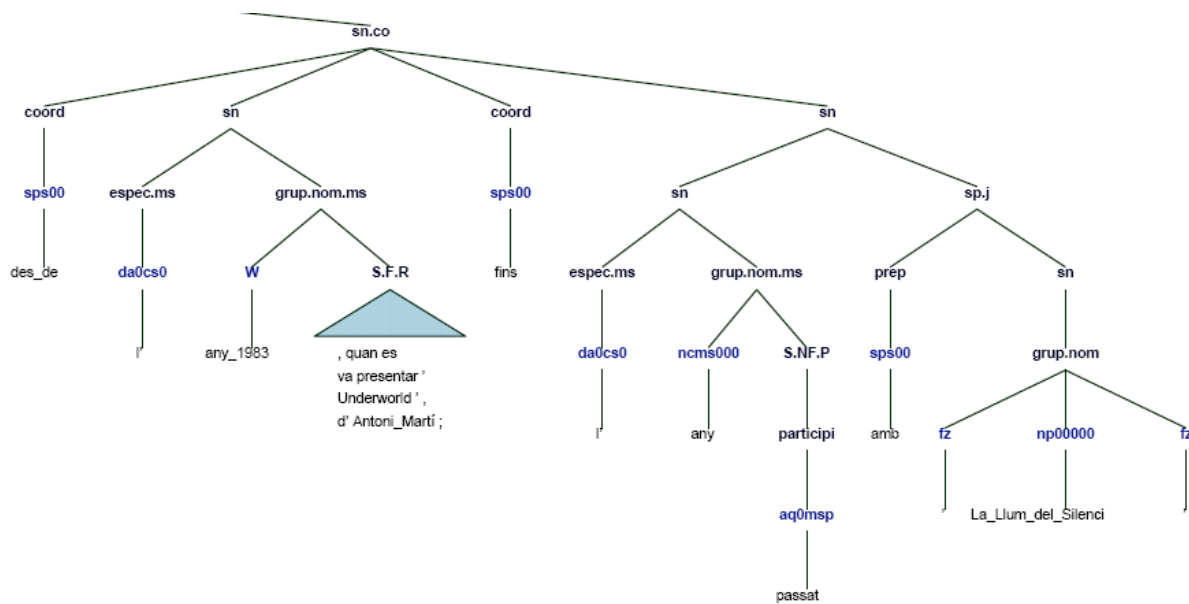 sn.co
coord sn coord sn
sps00 espec.ms grup.nom.ms sps00 sn sp.j
des_de da0cs0 W S.F.R fins espec.ms grup.nom.ms prep sn
l' any_1983 , quan es da0cs0 ncms000 S.NF.P sps00 grup.nom
va presentar '
Underworld ' ,
d' Antoni_Martí ;
l' any participi amb fz np00000 fz
aq0msp ' La_Llum_del_Silenci '
passat